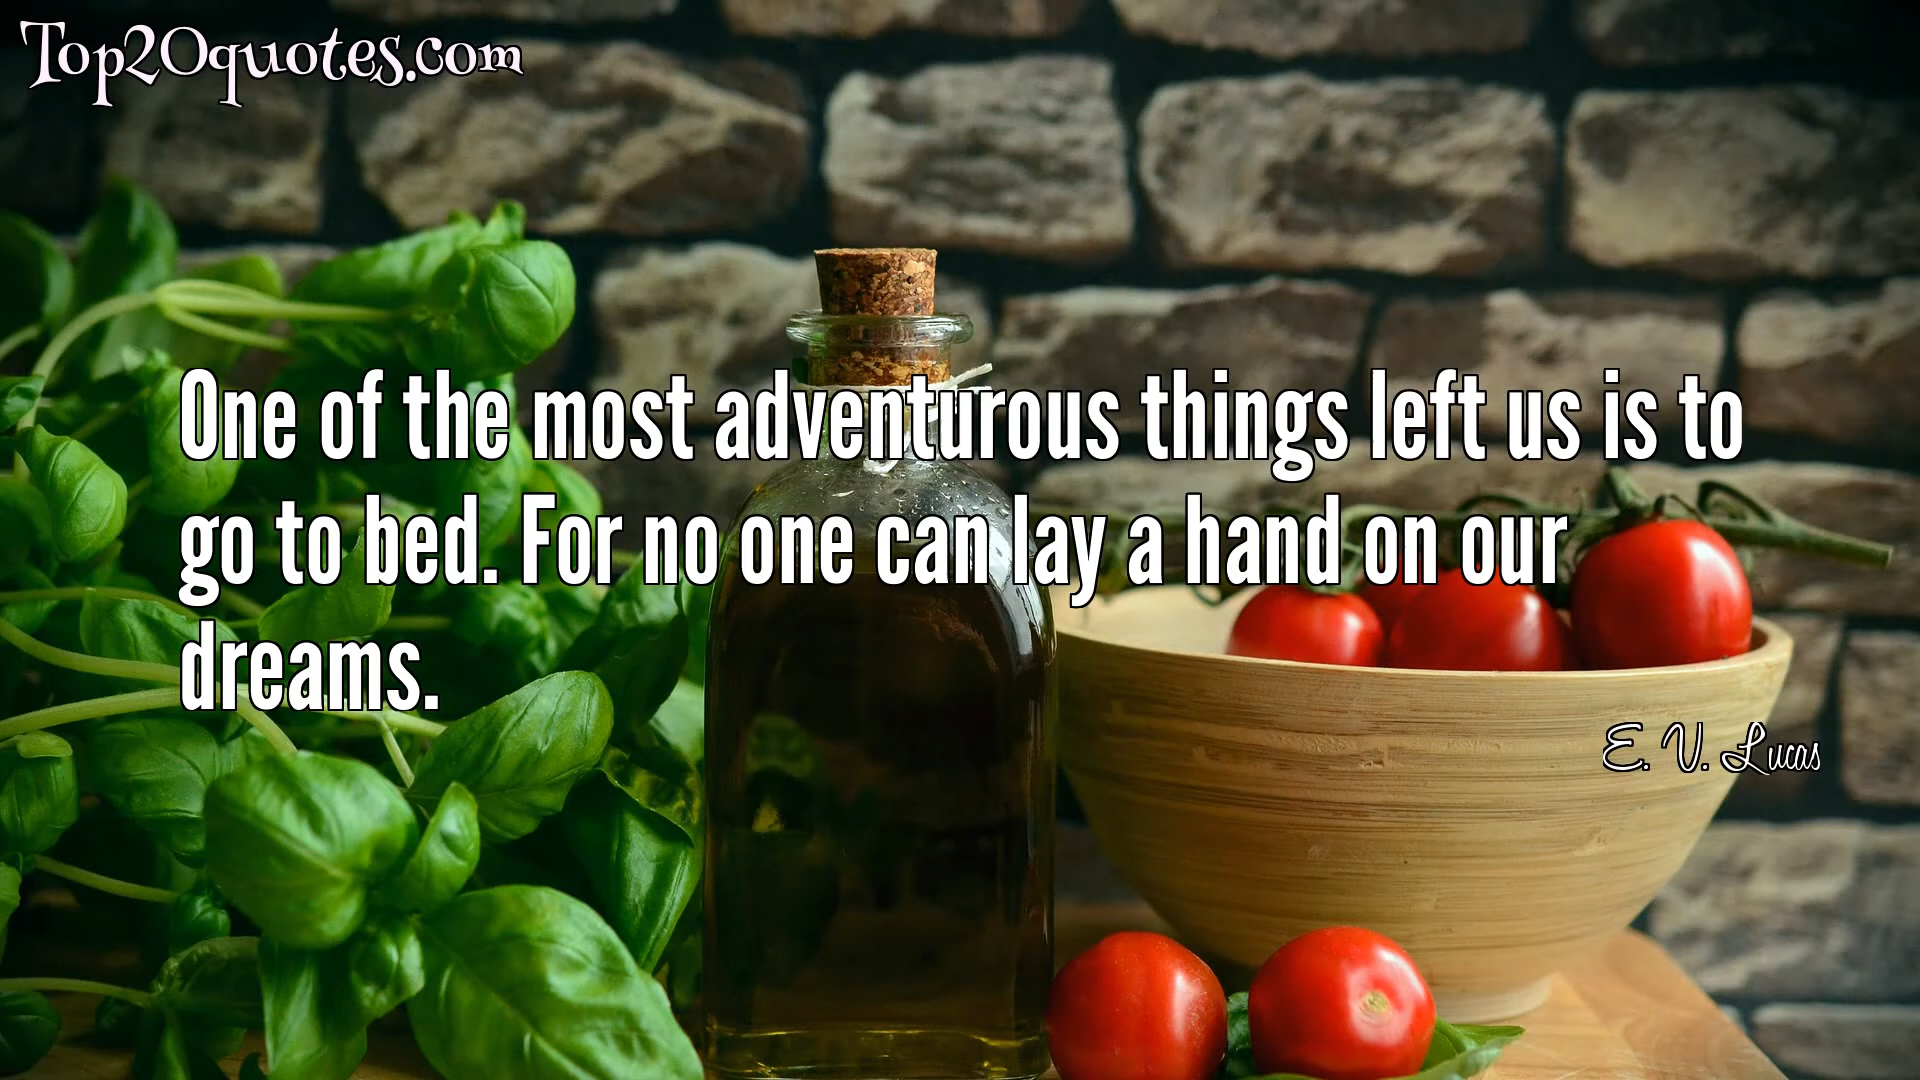 Top20quotes.com
One of the most adventurous things left us is to
go to bed. For no one can lay a hand on our
dreams.
E. V. Lucas